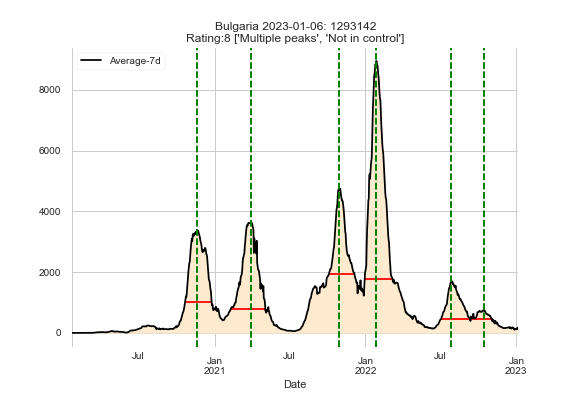 Bulgaria 2023-01-06: 1293142
Rating:8 ['Multiple peaks', 'Not in control']
Average-7d
8000
6000
4000
2000
0
Jul Jan Jul Jan Jul Jan
2021 2022 2023
Date